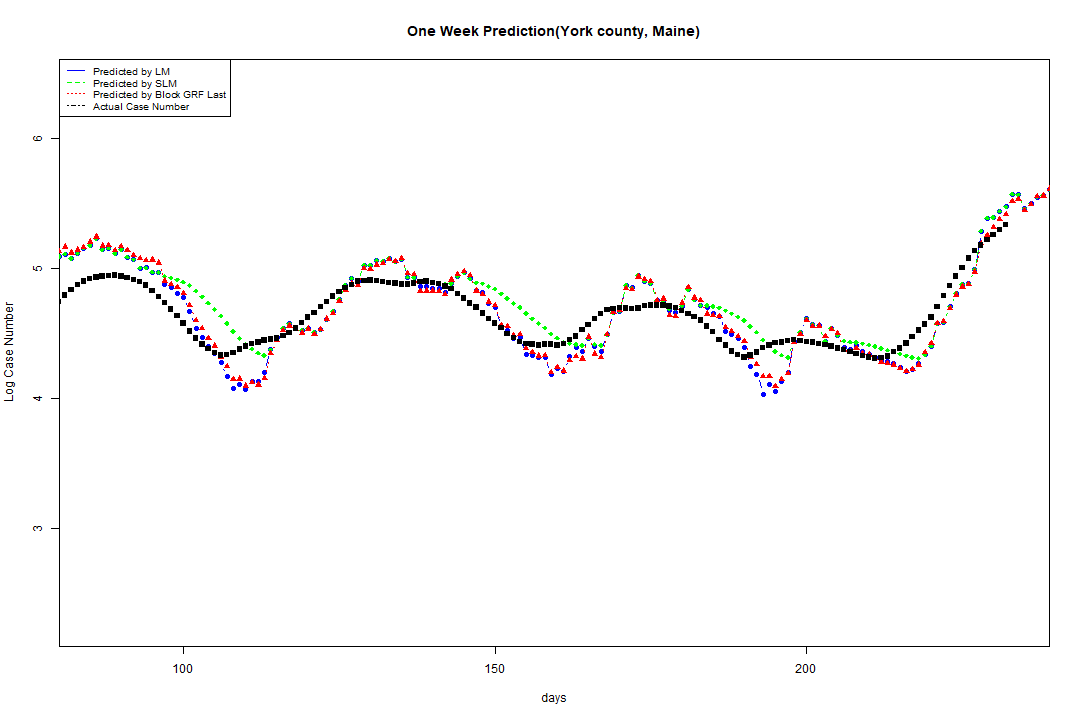 One Week Prediction(York county, Maine)
Predicted by LM
Predicted by SLM
Predicted by Block GRF Last
Actual Case Number
6
5
4
3
Log Case Number
100
150
200
days